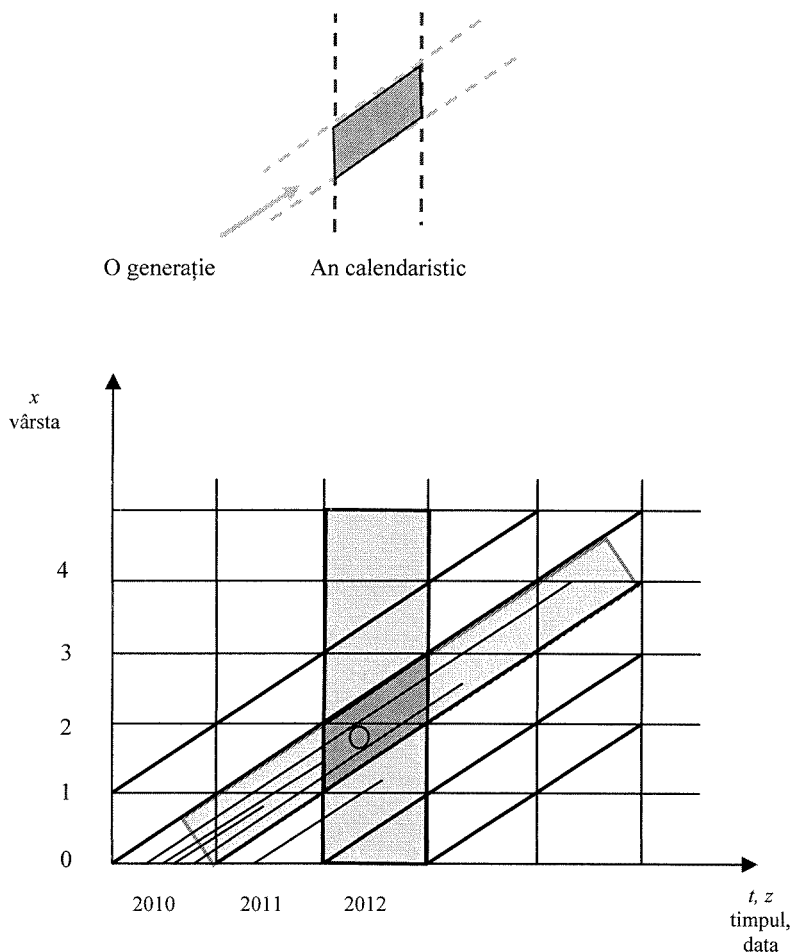 O generație
An calendaristic
x
vârsta
4
3
2
1
0
2010
2011
2012
t, z
timpul,
data